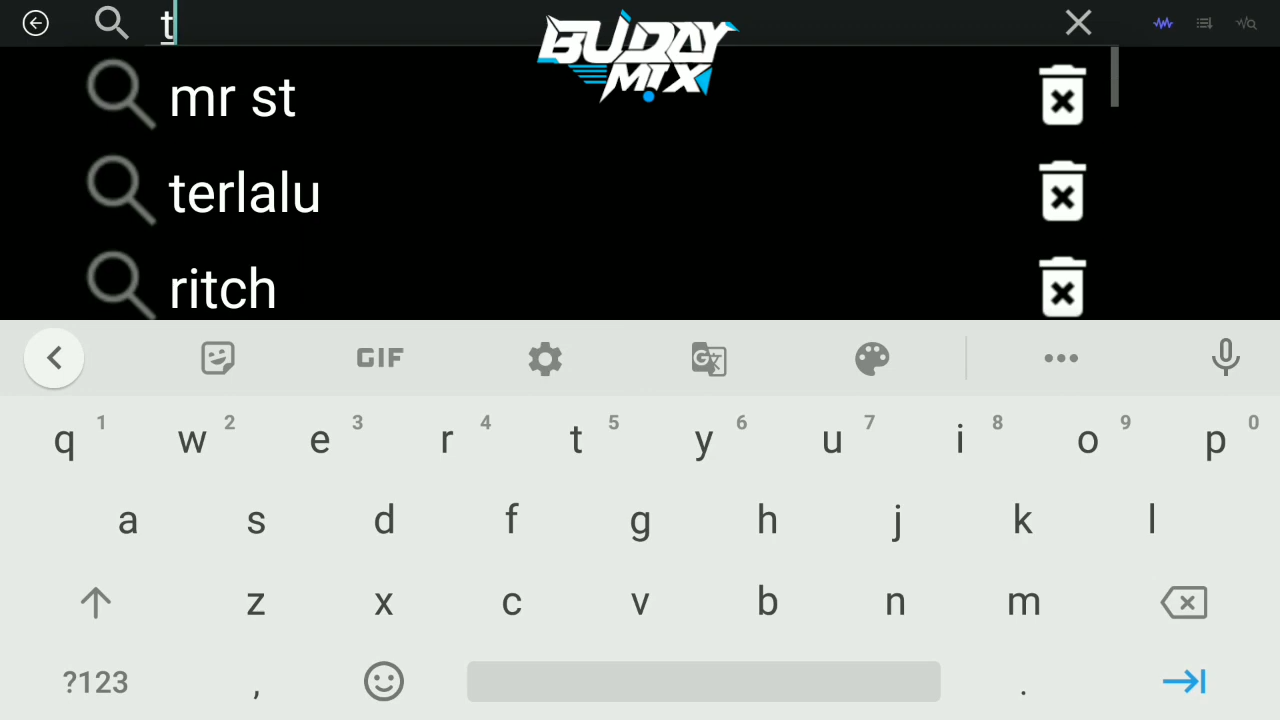 t
BUDAY
MIX
mr st
terlalu
ritch
GIF
q 1 w 2 e 3 r 4 t 5 y 6 u 7 i 8 o 9 p 0
a s d f g h j k l
z x c v b n m
?123 , .